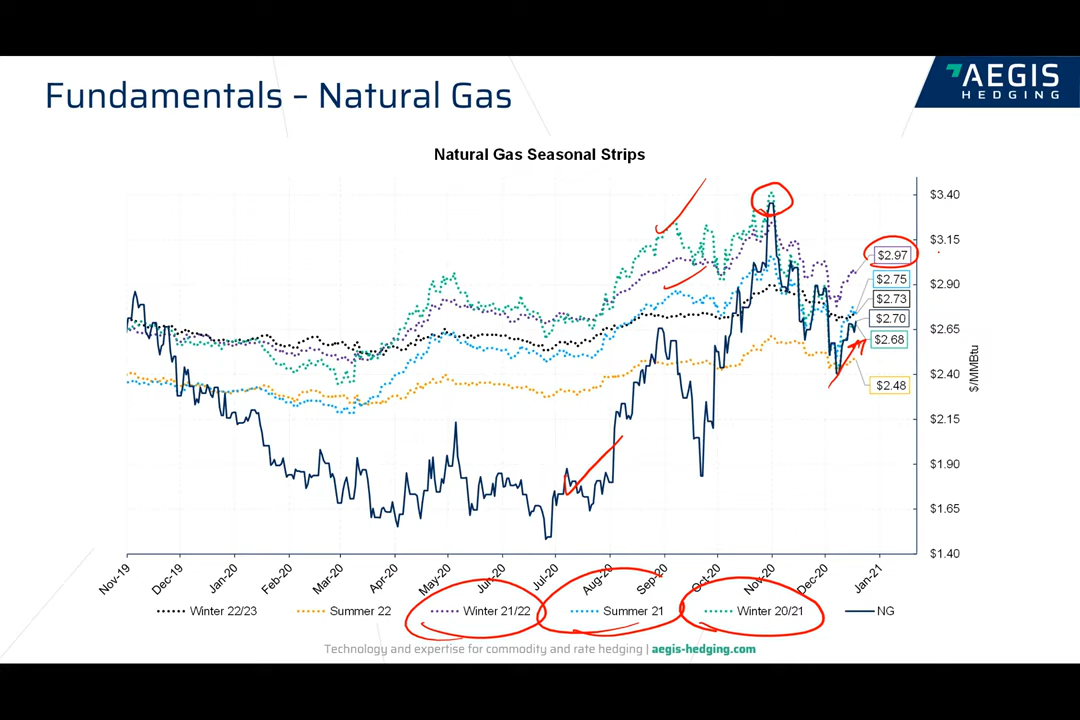 Fundamentals – Natural Gas
AEGIS
HEDGING
Natural Gas Seasonal Strips
$3.40
$3.15
$2.90
$2.65
$2.40
$2.15
$1.90
$1.65
$1.40
$/MMBtu
$2.97
$2.75
$2.73
$2.70
$2.68
$2.48
Nov-19 Dec-19 Jan-20 Feb-20 Mar-20 Apr-20 May-20 Jun-20 Jul-20 Aug-20 Sep-20 Oct-20 Nov-20 Dec-20 Jan-21
Winter 22/23 Summer 22 Winter 21/22 Summer 21 Winter 20/21 NG
Technology and expertise for commodity and rate hedging | aegis-hedging.com